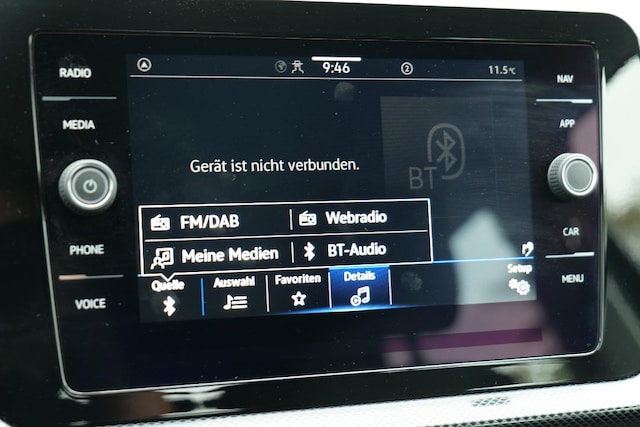 RADIO
MEDIA
PHONE
VOICE
9:46
2
11.5°C
Gerät ist nicht verbunden.
BT
FM/DAB
Webradio
Meine Medien
BT-Audio
Quelle
Auswahl
Favoriten
Details
Setup
NAV
APP
CAR
MENU